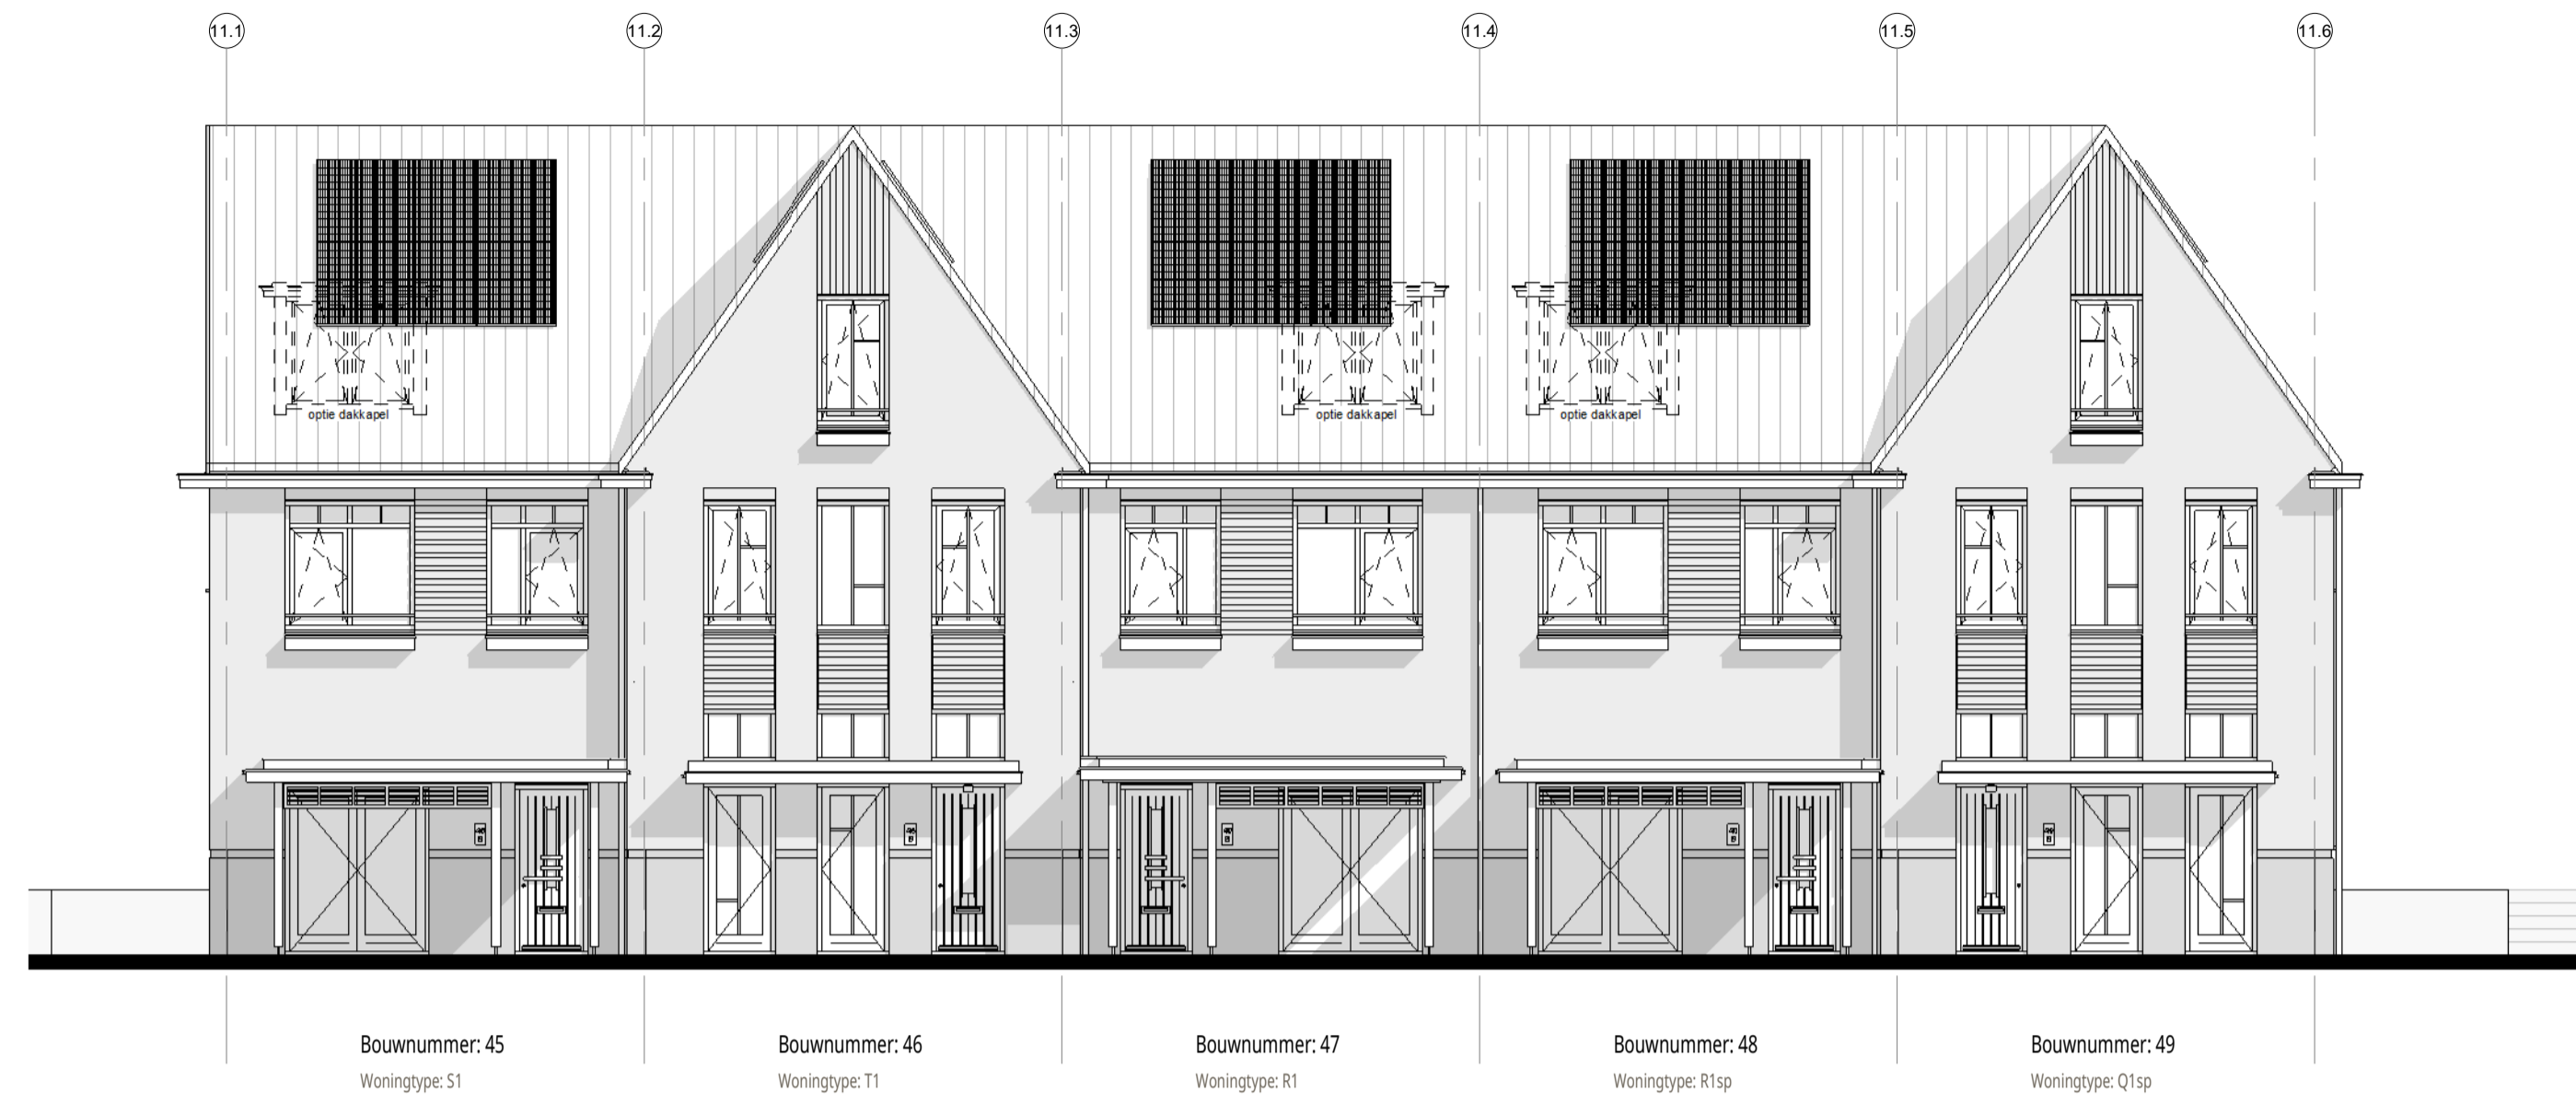 11.1 11.2 11.3 11.4 11.5 11.6
optie dakkapel optie dakkapel optie dakkapel
Bouwnummer: 45 Bouwnummer: 46 Bouwnummer: 47 Bouwnummer: 48 Bouwnummer: 49
Woningtype: S1 Woningtype: T1 Woningtype: R1 Woningtype: R1sp Woningtype: Q1sp